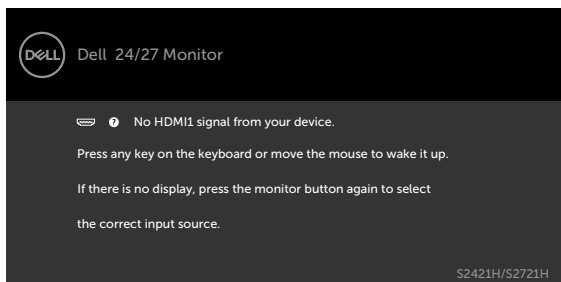 DELL
Dell 24/27 Monitor
? No HDMI1 signal from your device.
Press any key on the keyboard or move the mouse to wake it up.
If there is no display, press the monitor button again to select
the correct input source.
S2421H/S2721H